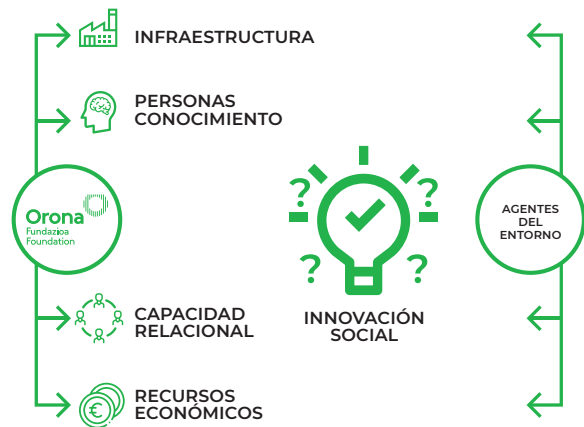 INFRAESTRUCTURA
PERSONAS
CONOCIMIENTO
Orona
Fundazioa
Foundation
? ?
? ?
AGENTES
DEL
ENTORNO
CAPACIDAD
RELACIONAL
INNOVACIÓN
SOCIAL
€
RECURSOS
ECONÓMICOS